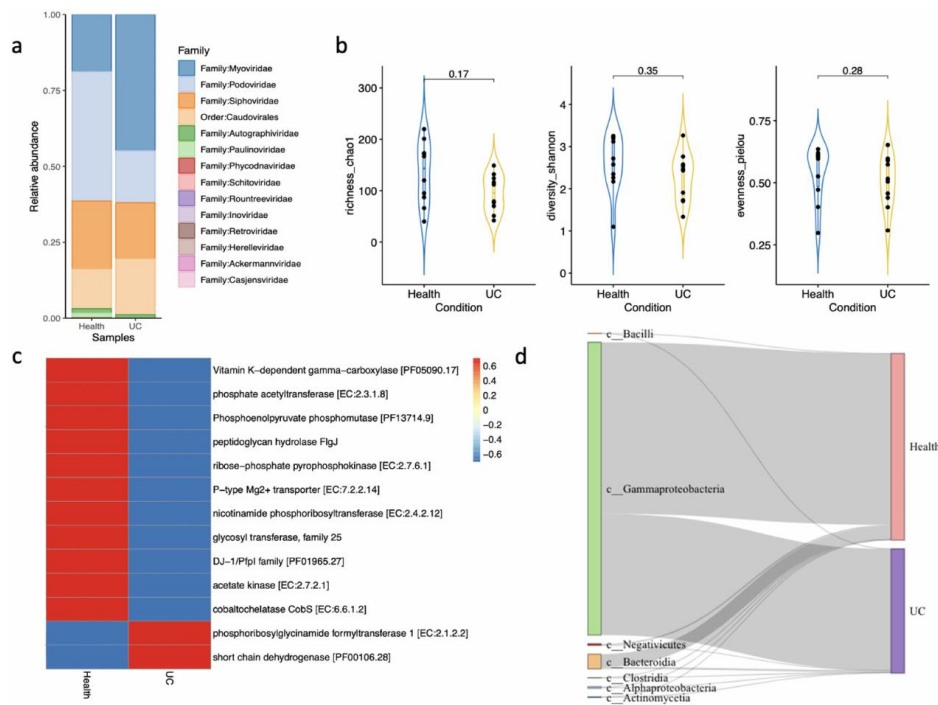 a
1.00
0.75
0.50
0.25
0.00
Relative abundance
Health
UC
Samples
Family
Family:Myoviridae
Family:Podoviridae
Family:Siphoviridae
Order:Caudovirales
Family:Autographiviridae
Family:Paulinoviridae
Family:Phycodnaviridae
Family:Schitoviridae
Family:Rountreeviridae
Family:Inoviridae
Family:Retroviridae
Family:Herelleviridae
Family:Ackermannviridae
Family:Casjensviridae
b
0.17
300
200
100
0
richness_chao1
Health
UC
Condition
0.35
4
3
2
1
0
diversity_shannon
Health
UC
Condition
0.28
0.75
0.50
0.25
evenness_pielou
Health
UC
Condition
c
Vitamin K-dependent gamma-carboxylase [PF05090.17]
phosphate acetyltransferase [EC:2.3.1.8]
Phosphoenolpyruvate phosphomutase [PF13714.9]
peptidoglycan hydrolase FlgJ
ribose-phosphate pyrophosphokinase [EC:2.7.6.1]
P-type Mg2+ transporter [EC:7.2.2.14]
nicotinamide phosphoribosyltransferase [EC:2.4.2.12]
glycosyl transferase, family 25
DJ-1/PfpI family [PF01965.27]
acetate kinase [EC:2.7.2.1]
cobaltochelatase CobS [EC:6.6.1.2]
phosphoribosylglycinamide formyltransferase 1 [EC:2.1.2.2]
short chain dehydrogenase [PF00106.28]
Health
UC
0.6
0.4
0.2
0
−0.2
−0.4
−0.6
d
c__Bacilli
c__Gammaproteobacteria
c__Negativicutes
c__Bacteroidia
c__Clostridia
c__Alphaproteobacteria
c__Actinomycetia
Health
UC